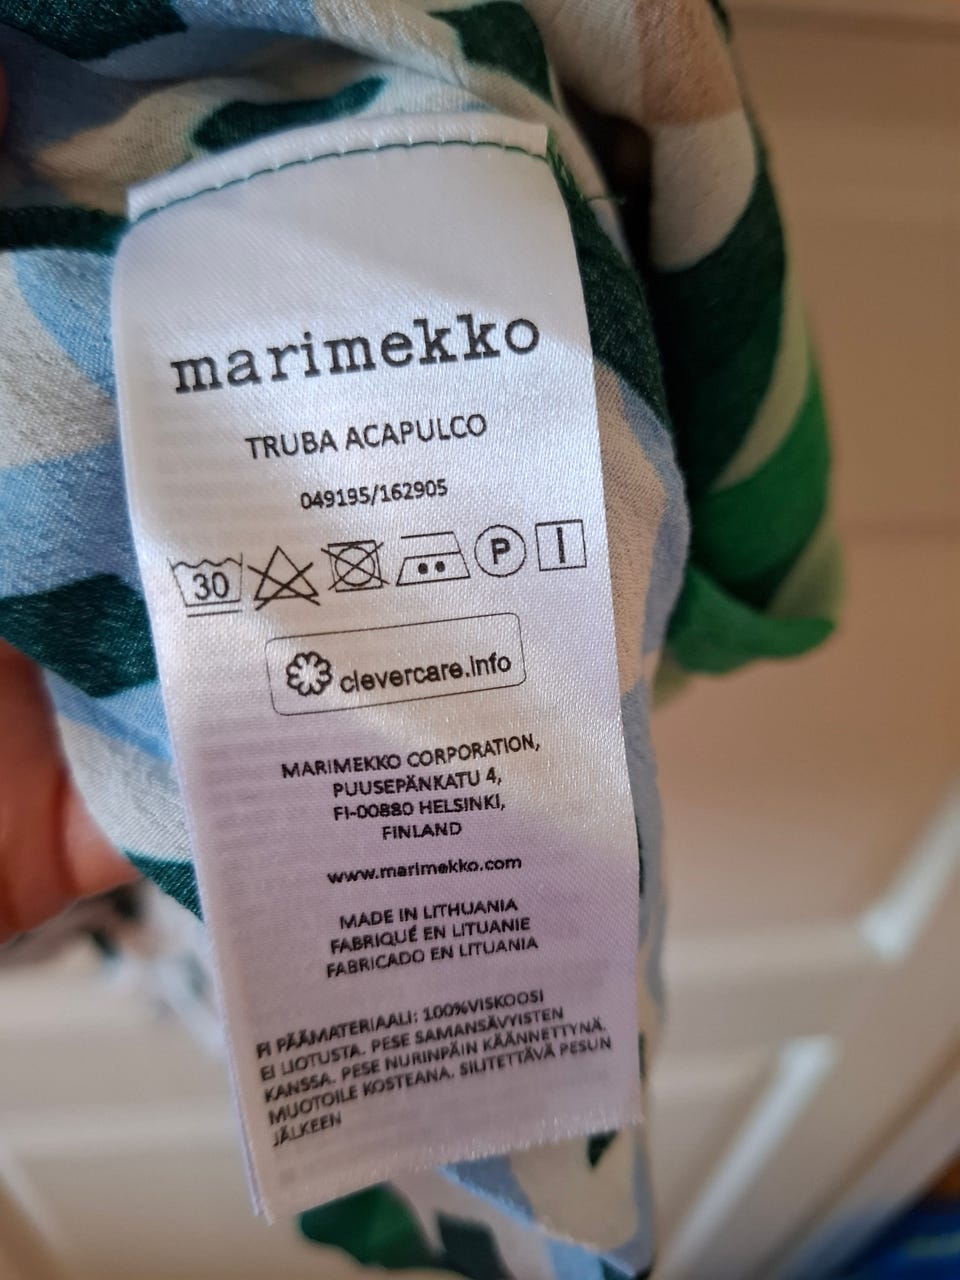 marimekko
TRUBA ACAPULCO
049195/162905
30 P
clevercare.info
MARIMEKKO CORPORATION,
PUUSEPÄNKATU 4,
FI-00880 HELSINKI,
FINLAND
www.marimekko.com
MADE IN LITHUANIA
FABRIQUÉ EN LITUANIE
FABRICADO EN LITUANIA
FI PÄÄMATERIAALI: 100%VISKOOSI
EI LIOTUSTA. PESE SAMANSÄVYISTEN
KANSSA. PESE NURINPÄIN KÄÄNNETTYNÄ.
MUOTOILE KOSTEANA. SILITETTÄVÄ PESUN
JÄLKEEN